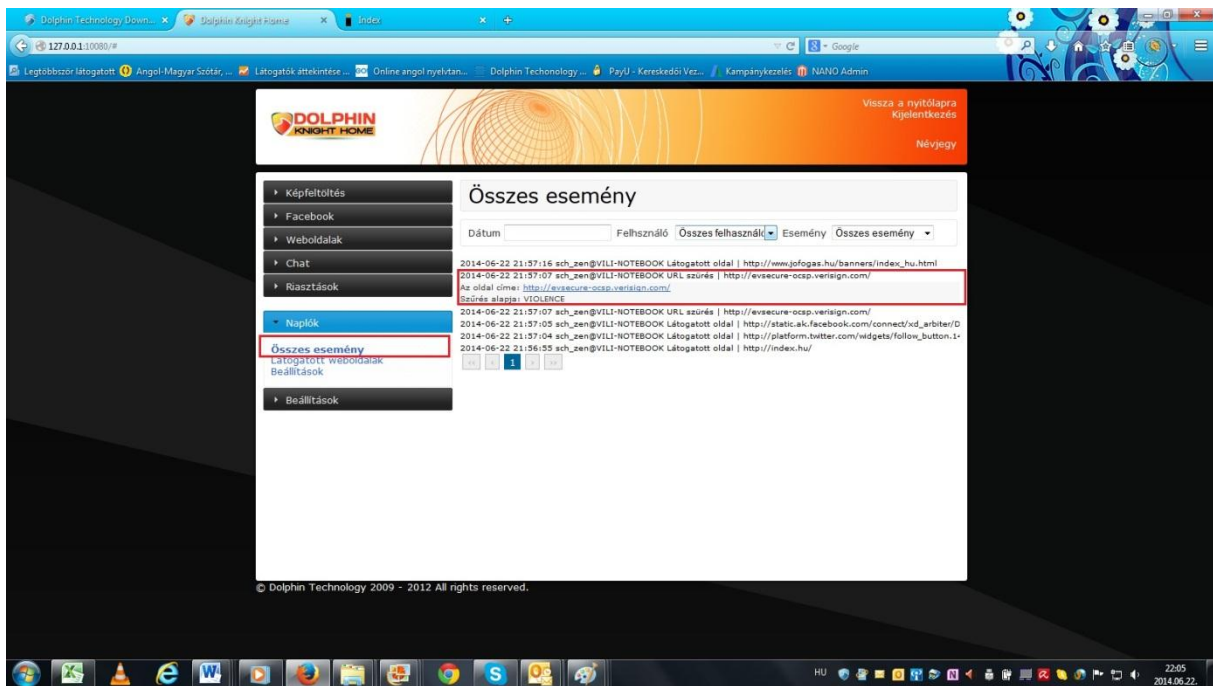 Dolphin Technology Down...
Dolphin Knight Home
Index
127.0.0.1:10080/#
Google
Legtöbbször látogatott
Angol-Magyar Szótár, ...
Látogatók áttekintése ...
Online angol nyelvtan...
Dolphin Techonology ...
PayU - Kereskedői Vez...
Kampánykezelés
NANO Admin
DOLPHIN
KNIGHT HOME
Vissza a nyitólapra
Kijelentkezés
Névjegy
Képfeltöltés
Facebook
Weboldalak
Chat
Riasztások
Naplók
Összes esemény
Látogatott weboldalak
Beállítások
Beállítások
Összes esemény
Dátum
Felhsználó Összes felhasznál
Esemény Összes esemény
2014-06-22 21:57:16 sch_zen@VILI-NOTEBOOK Látogatott oldal | http://www.jofogas.hu/banners/index_hu.html
2014-06-22 21:57:07 sch_zen@VILI-NOTEBOOK URL szürés | http://evsecure-ocsp.verisign.com/
Az oldal címe: http://evsecure-ocsp.verisign.com/
Szűrés alapja: VIOLENCE
2014-06-22 21:57:07 sch_zen@VILI-NOTEBOOK URL szürés | http://evsecure-ocsp.verisign.com/
2014-06-22 21:57:05 sch_zen@VILI-NOTEBOOK Látogatott oldal | http://static.ak.facebook.com/connect/xd_arbiter/D
2014-06-22 21:57:04 sch_zen@VILI-NOTEBOOK Látogatott oldal | http://platform.twitter.com/widgets/follow_button.1
2014-06-22 21:56:55 sch_zen@VILI-NOTEBOOK Látogatott oldal | http://index.hu/
<< < 1 > >>
© Dolphin Technology 2009 - 2012 All rights reserved.
HU
22:05
2014.06.22.